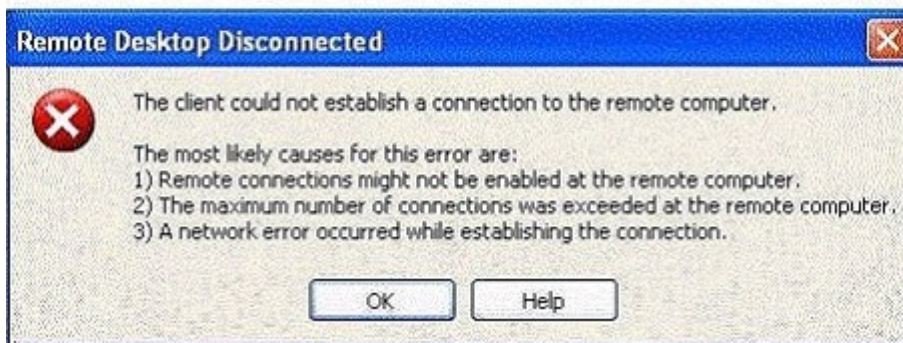 Remote Desktop Disconnected
The client could not establish a connection to the remote computer.
The most likely causes for this error are:
1) Remote connections might not be enabled at the remote computer.
2) The maximum number of connections was exceeded at the remote computer.
3) A network error occurred while establishing the connection.
OK
Help